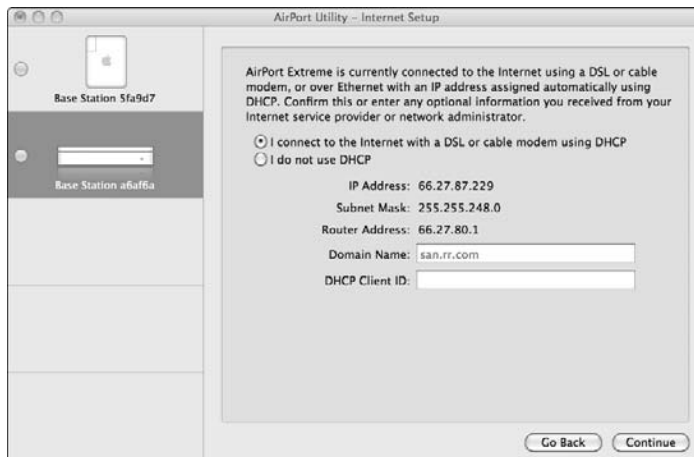 AirPort Utility – Internet Setup
Base Station 5fa9d7
Base Station a6af6a
AirPort Extreme is currently connected to the Internet using a DSL or cable
modem, or over Ethernet with an IP address assigned automatically using
DHCP. Confirm this or enter any optional information you received from your
Internet service provider or network administrator.
I connect to the Internet with a DSL or cable modem using DHCP
I do not use DHCP
IP Address: 66.27.87.229
Subnet Mask: 255.255.248.0
Router Address: 66.27.80.1
Domain Name: san.rr.com
DHCP Client ID:
Go Back
Continue